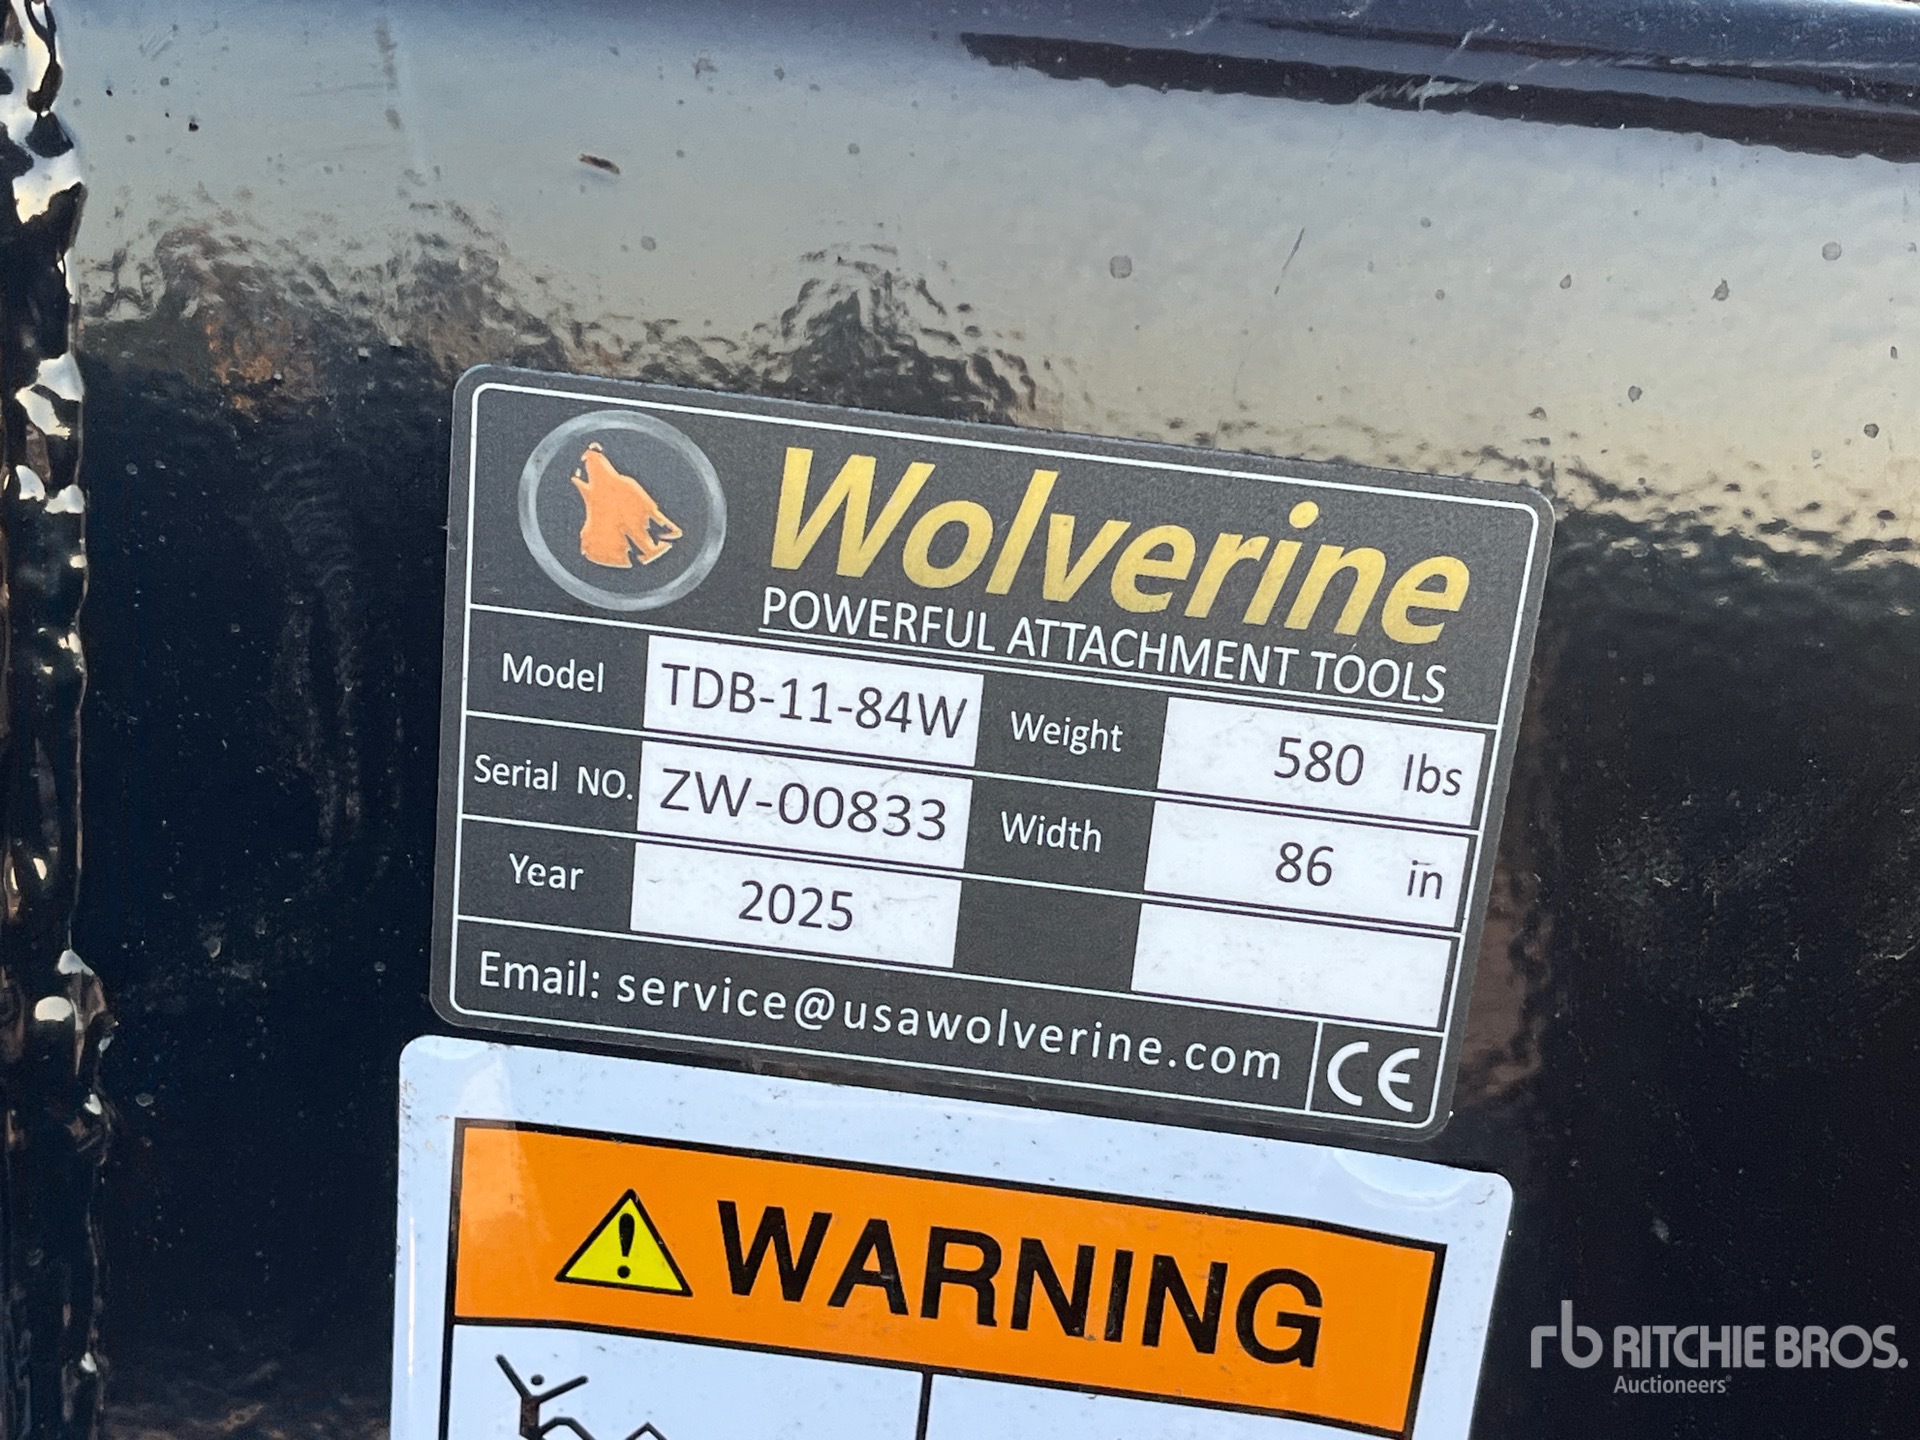 Wolverine
POWERFUL ATTACHMENT TOOLS
Model TDB-11-84W Weight 580 lbs
Serial NO. ZW-00833 Width 86 in
Year 2025
Email: service@usawolverine.com CE
WARNING
rb RITCHIE BROS.
Auctioneers